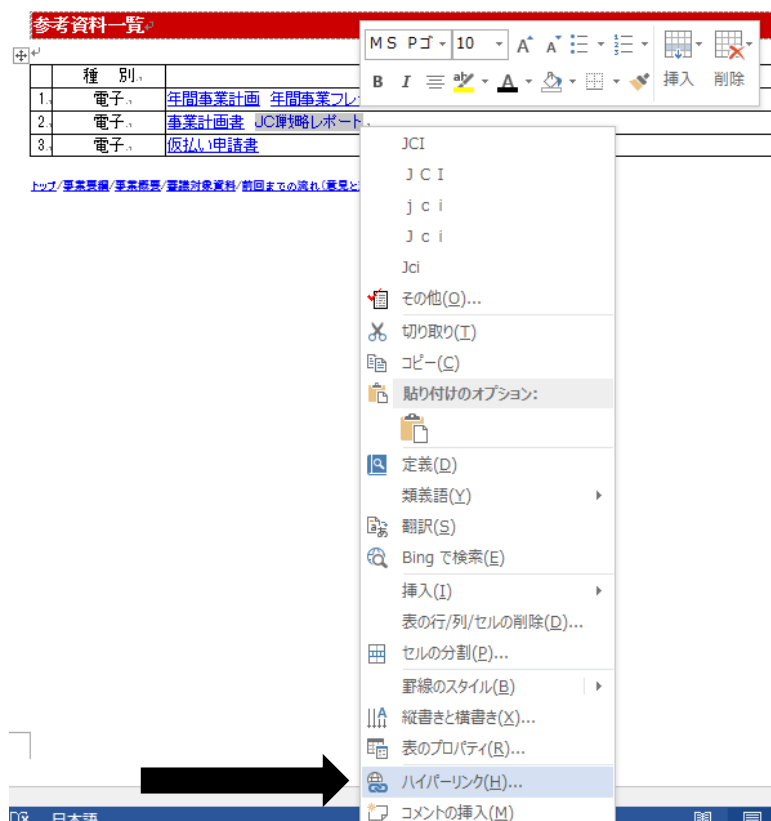 参考資料一覧
種 別
1. 電子 年間事業計画 年間事業フレ
2. 電子 事業計画書 JCI戦略レポート
3. 電子 仮払い申請書
トップ/事業要綱/事業概要/審議対象資料/前回までの流れ(意見と
MS Pゴ 10 A A
B I ab A 挿入 削除
JCI
ＪＣＩ
ｊｃｉ
Ｊｃｉ
Jci
その他(O)...
切り取り(T)
コピー(C)
貼り付けのオプション:
定義(D)
類義語(Y)
翻訳(S)
Bing で検索(E)
挿入(I)
表の行/列/セルの削除(D)...
セルの分割(P)...
罫線のスタイル(B)
縦書きと横書き(X)...
表のプロパティ(R)...
ハイパーリンク(H)...
コメントの挿入(M)
日本語